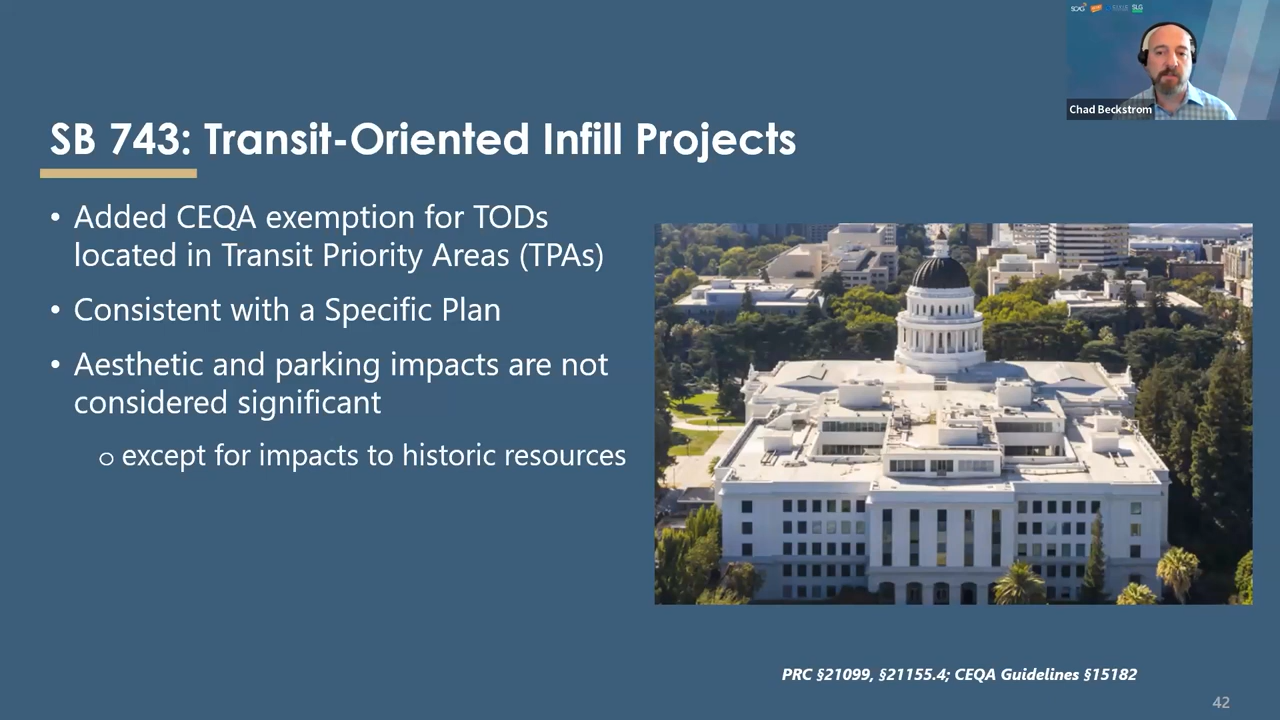 SCAG
SLG
Chad Beckstrom
SB 743: Transit-Oriented Infill Projects
• Added CEQA exemption for TODs
located in Transit Priority Areas (TPAs)
• Consistent with a Specific Plan
• Aesthetic and parking impacts are not
considered significant
o except for impacts to historic resources
PRC §21099, §21155.4; CEQA Guidelines §15182
42